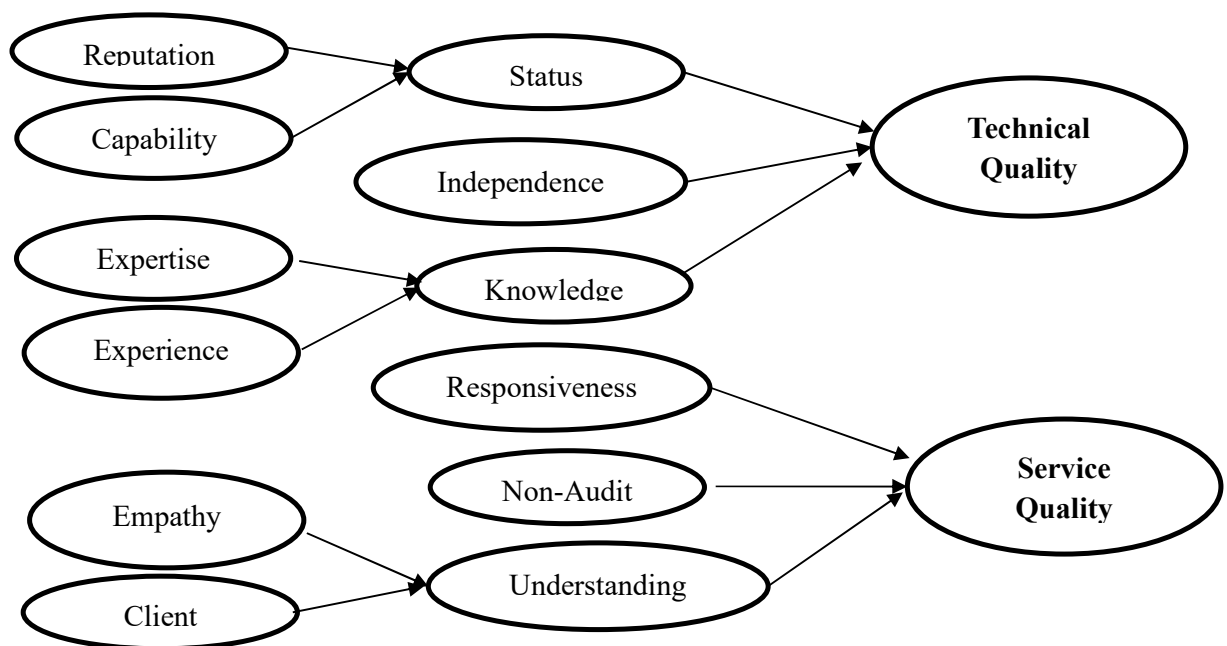 Reputation
Status
Capability
Technical
Quality
Independence
Expertise
Knowledge
Experience
Responsiveness
Service
Quality
Non-Audit
Empathy
Understanding
Client